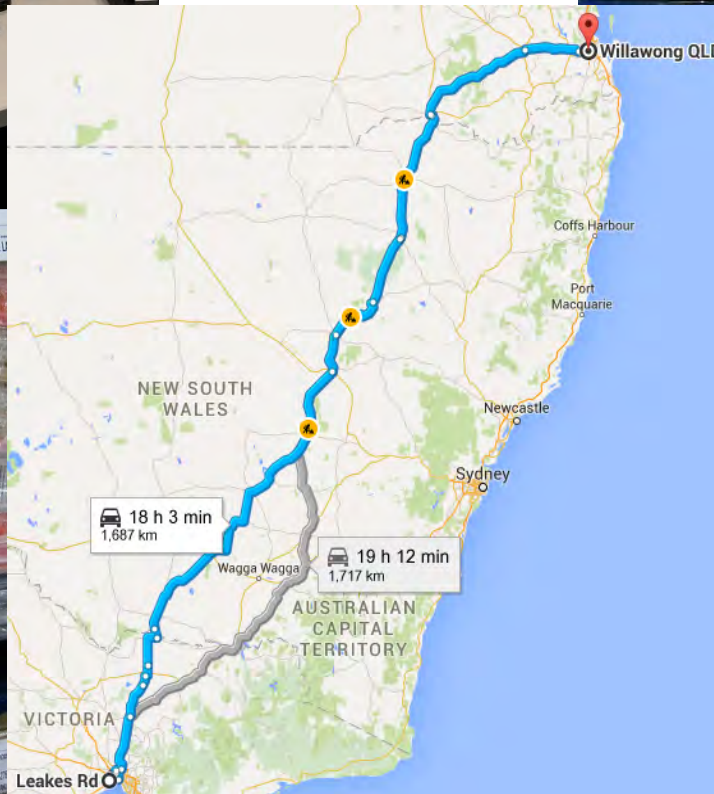 Willawong QLD
Coffs Harbour
Port
Macquarie
NEW SOUTH
WALES
Newcastle
Sydney
18 h 3 min
1,687 km
19 h 12 min
1,717 km
Wagga Wagga
AUSTRALIAN
CAPITAL
TERRITORY
VICTORIA
Leakes Rd